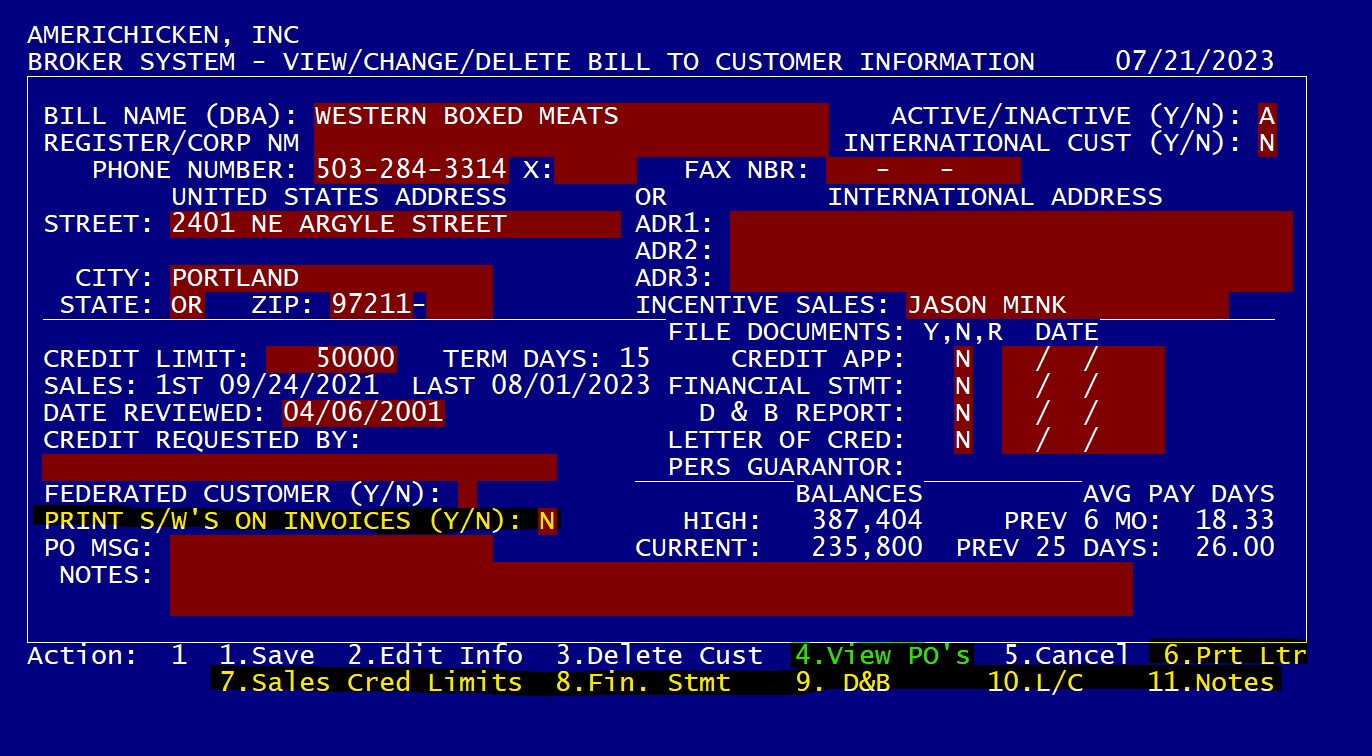 AMERICHICKEN, INC
BROKER SYSTEM - VIEW/CHANGE/DELETE BILL TO CUSTOMER INFORMATION 07/21/2023
BILL NAME (DBA): WESTERN BOXED MEATS ACTIVE/INACTIVE (Y/N): A
REGISTER/CORP NM INTERNATIONAL CUST (Y/N): N
PHONE NUMBER: 503-284-3314 X: FAX NBR: - -
UNITED STATES ADDRESS OR INTERNATIONAL ADDRESS
STREET: 2401 NE ARGYLE STREET ADR1:
ADR2:
CITY: PORTLAND ADR3:
STATE: OR ZIP: 97211- INCENTIVE SALES: JASON MINK
FILE DOCUMENTS: Y,N,R DATE
CREDIT LIMIT: 50000 TERM DAYS: 15 CREDIT APP: N / /
SALES: 1ST 09/24/2021 LAST 08/01/2023 FINANCIAL STMT: N / /
DATE REVIEWED: 04/06/2001 D & B REPORT: N / /
CREDIT REQUESTED BY: LETTER OF CRED: N / /
PERS GUARANTOR:
FEDERATED CUSTOMER (Y/N): BALANCES AVG PAY DAYS
PRINT S/W'S ON INVOICES (Y/N): N HIGH: 387,404 PREV 6 MO: 18.33
PO MSG: CURRENT: 235,800 PREV 25 DAYS: 26.00
NOTES:
Action: 1 1.Save 2.Edit Info 3.Delete Cust 4.View PO's 5.Cancel 6.Prt Ltr
7.Sales Cred Limits 8.Fin. Stmt 9. D&B 10.L/C 11.Notes